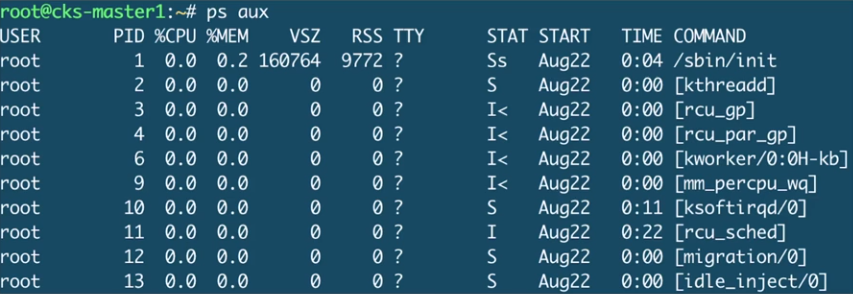 root@cks-master1:~# ps aux
USER       PID %CPU %MEM    VSZ   RSS TTY      STAT START   TIME COMMAND
root         1  0.0  0.2 160764  9772 ?        Ss   Aug22   0:04 /sbin/init
root         2  0.0  0.0      0     0 ?        S    Aug22   0:00 [kthreadd]
root         3  0.0  0.0      0     0 ?        I<   Aug22   0:00 [rcu_gp]
root         4  0.0  0.0      0     0 ?        I<   Aug22   0:00 [rcu_par_gp]
root         6  0.0  0.0      0     0 ?        I<   Aug22   0:00 [kworker/0:0H-kb]
root         9  0.0  0.0      0     0 ?        I<   Aug22   0:00 [mm_percpu_wq]
root        10  0.0  0.0      0     0 ?        S    Aug22   0:11 [ksoftirqd/0]
root        11  0.0  0.0      0     0 ?        I    Aug22   0:22 [rcu_sched]
root        12  0.0  0.0      0     0 ?        S    Aug22   0:00 [migration/0]
root        13  0.0  0.0      0     0 ?        S    Aug22   0:00 [idle_inject/0]